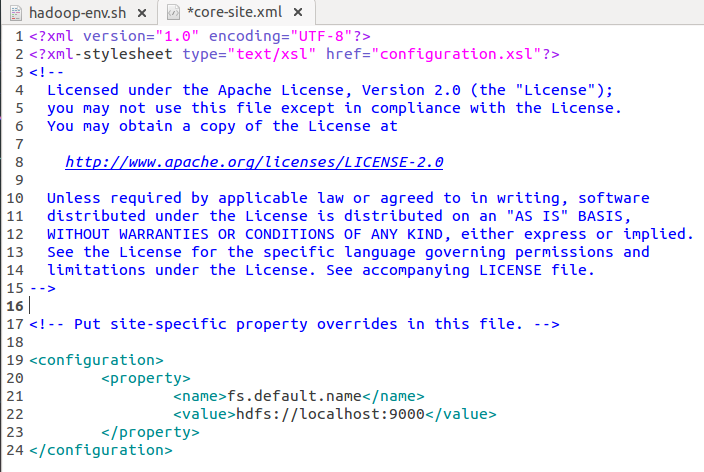 hadoop-env.sh × *core-site.xml ×
1 <?xml version="1.0" encoding="UTF-8"?>
2 <?xml-stylesheet type="text/xsl" href="configuration.xsl"?>
3 <!--
4 Licensed under the Apache License, Version 2.0 (the "License");
5 you may not use this file except in compliance with the License.
6 You may obtain a copy of the License at
7
8 http://www.apache.org/licenses/LICENSE-2.0
9
10 Unless required by applicable law or agreed to in writing, software
11 distributed under the License is distributed on an "AS IS" BASIS,
12 WITHOUT WARRANTIES OR CONDITIONS OF ANY KIND, either express or implied.
13 See the License for the specific language governing permissions and
14 limitations under the License. See accompanying LICENSE file.
15 -->
16
17 <!-- Put site-specific property overrides in this file. -->
18
19 <configuration>
20 <property>
21 <name>fs.default.name</name>
22 <value>hdfs://localhost:9000</value>
23 </property>
24 </configuration>